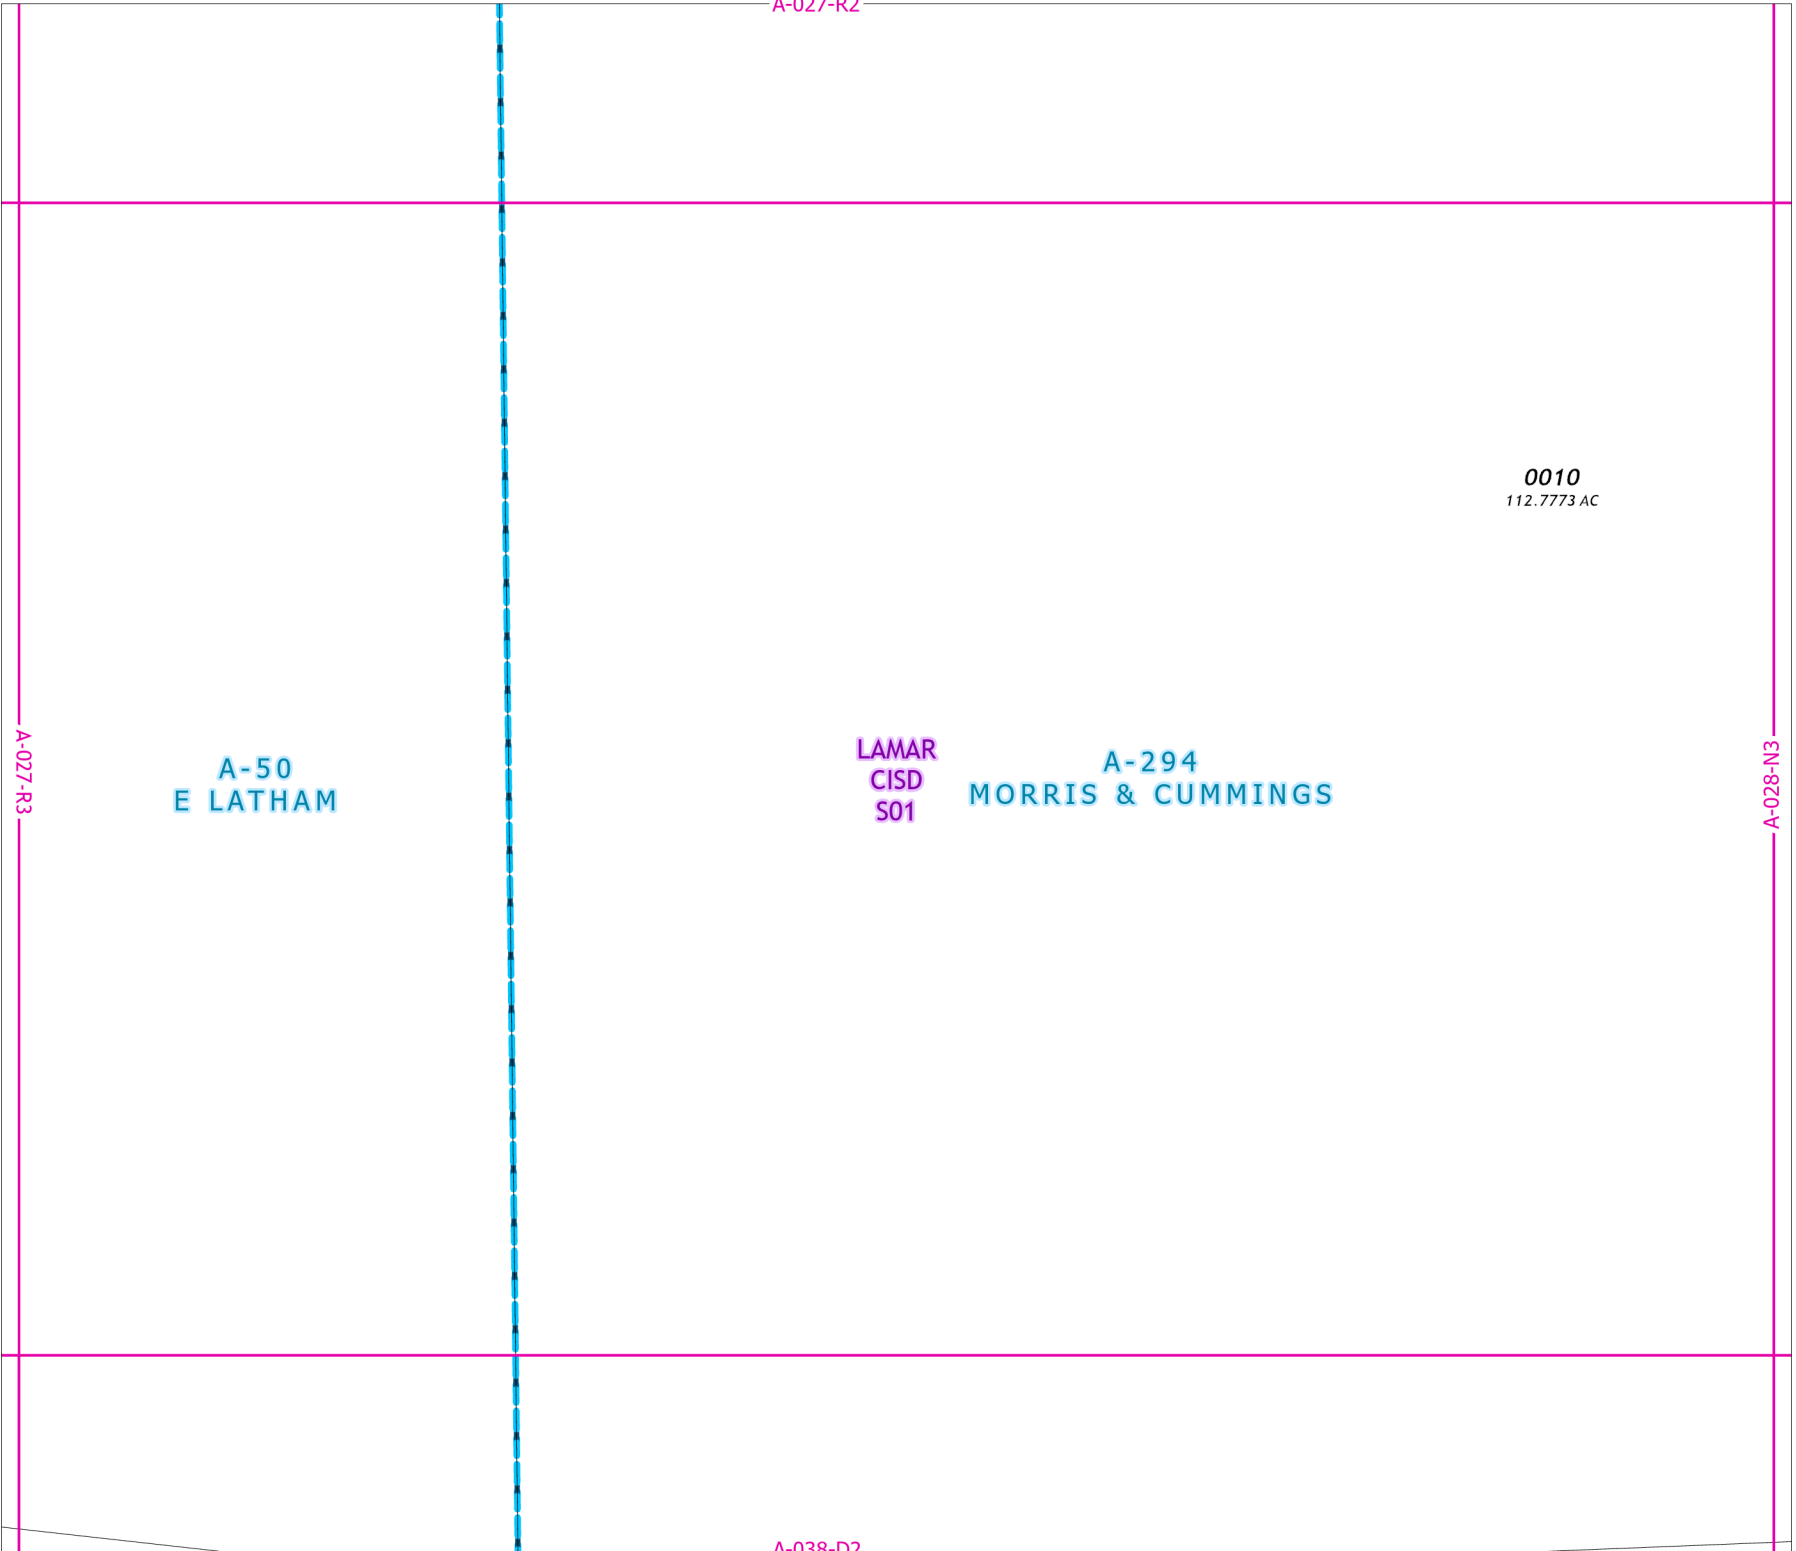 A-027-R2
0010
112.7773 AC
A-027-R3
A-50
E LATHAM
LAMAR
CISD
S01
A-294
MORRIS & CUMMINGS
A-028-N3
A-038-D2